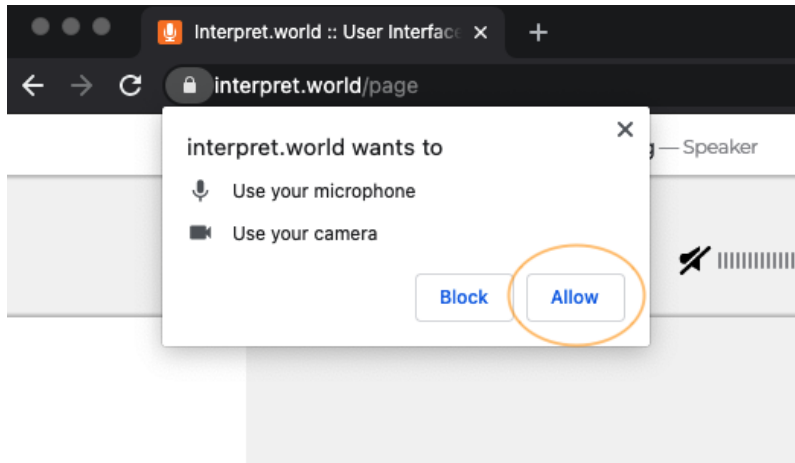 Interpret.world :: User Interface
interpret.world/page
interpret.world wants to
Use your microphone
Use your camera
Block
Allow
— Speaker